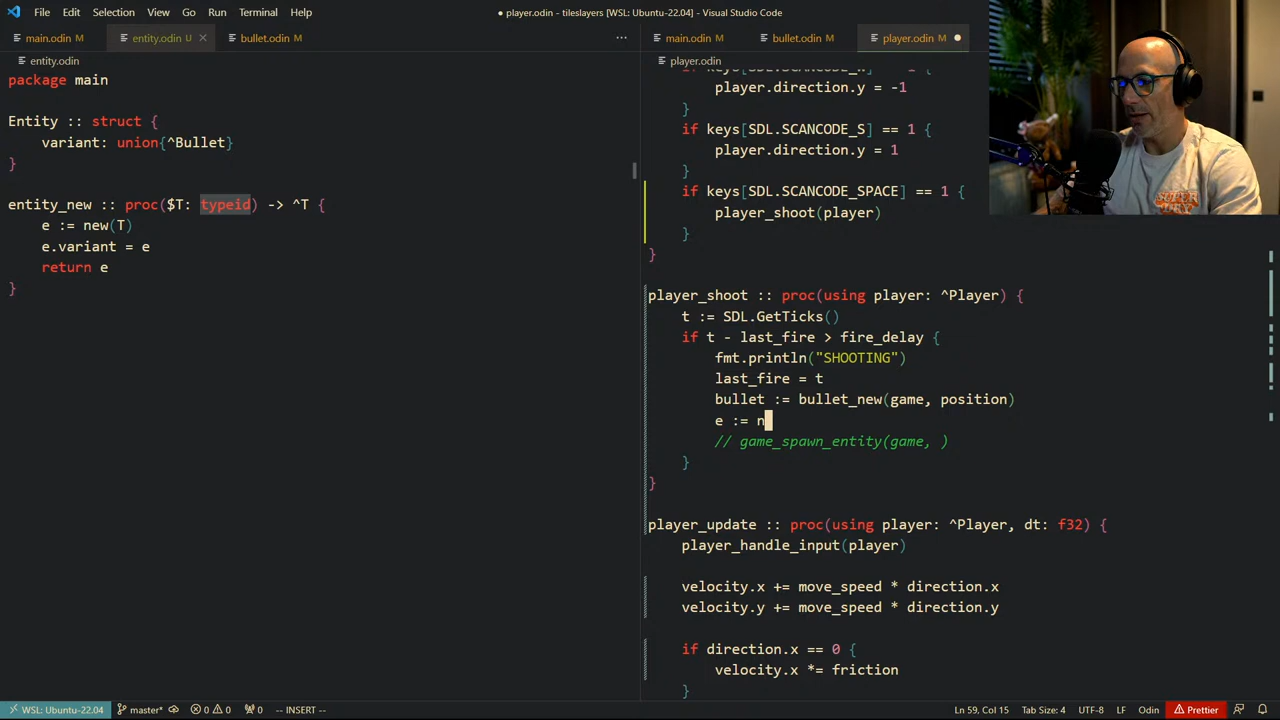 File Edit Selection View Go Run Terminal Help
● player.odin - tileslayers [WSL: Ubuntu-22.04] - Visual Studio Code
main.odin M entity.odin U bullet.odin M
entity.odin
package main
Entity :: struct {
variant: union{^Bullet}
}
entity_new :: proc($T: typeid) -> ^T {
e := new(T)
e.variant = e
return e
}
main.odin M bullet.odin M player.odin M
player.odin
player.direction.y = -1
}
if keys[SDL.SCANCODE_S] == 1 {
player.direction.y = 1
}
if keys[SDL.SCANCODE_SPACE] == 1 {
player_shoot(player)
}
}
player_shoot :: proc(using player: ^Player) {
t := SDL.GetTicks()
if t - last_fire > fire_delay {
fmt.println("SHOOTING")
last_fire = t
bullet := bullet_new(game, position)
e := n
// game_spawn_entity(game, )
}
}
player_update :: proc(using player: ^Player, dt: f32) {
player_handle_input(player)
velocity.x += move_speed * direction.x
velocity.y += move_speed * direction.y
if direction.x == 0 {
velocity.x *= friction
}
WSL: Ubuntu-22.04 master* 0 0 0 -- INSERT -- Ln 59, Col 15 Tab Size: 4 UTF-8 LF Odin Prettier